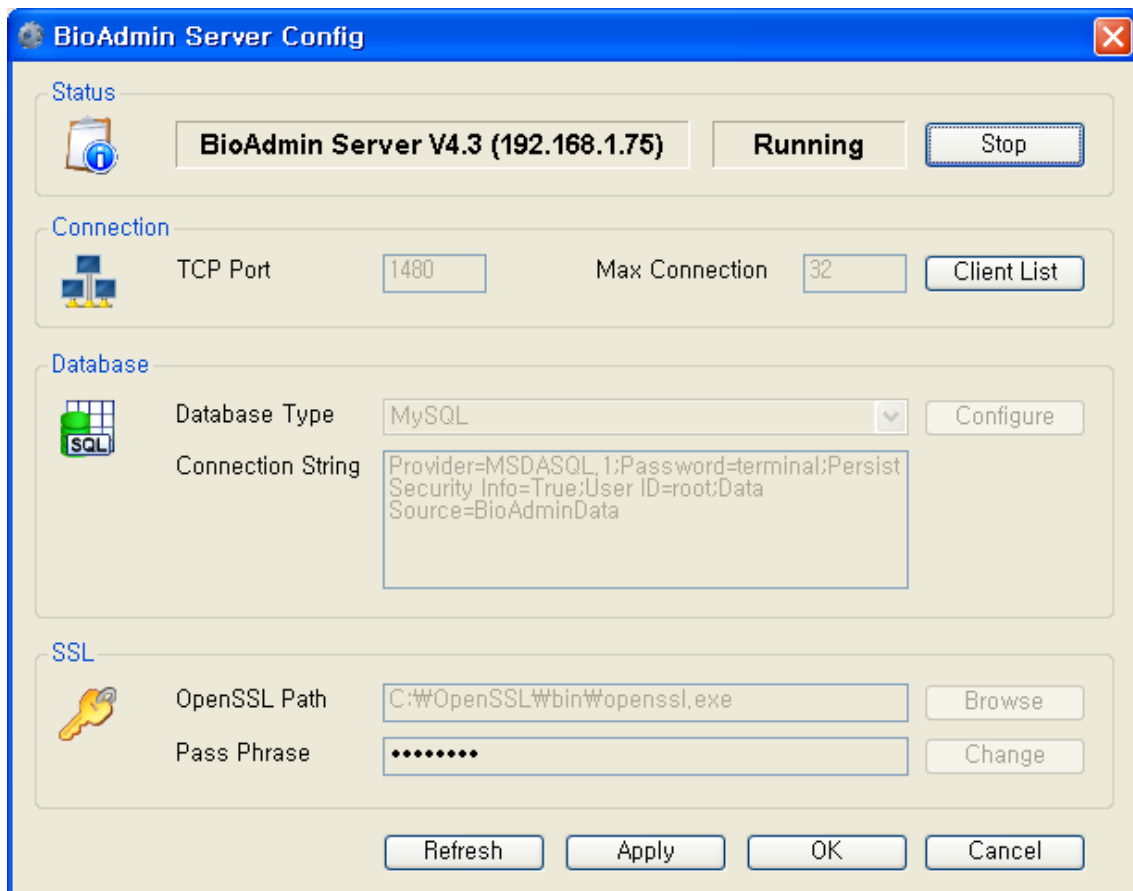 BioAdmin Server Config
Status
BioAdmin Server V4.3 (192.168.1.75)
Running
Stop
Connection
TCP Port
1480
Max Connection
32
Client List
Database
SQL
Database Type
MySQL
Configure
Connection String
Provider=MSDASQL.1;Password=terminal;Persist
Security Info=True;User ID=root;Data
Source=BioAdminData
SSL
OpenSSL Path
C:₩OpenSSL₩bin₩openssl.exe
Browse
Pass Phrase
••••••••
Change
Refresh
Apply
OK
Cancel